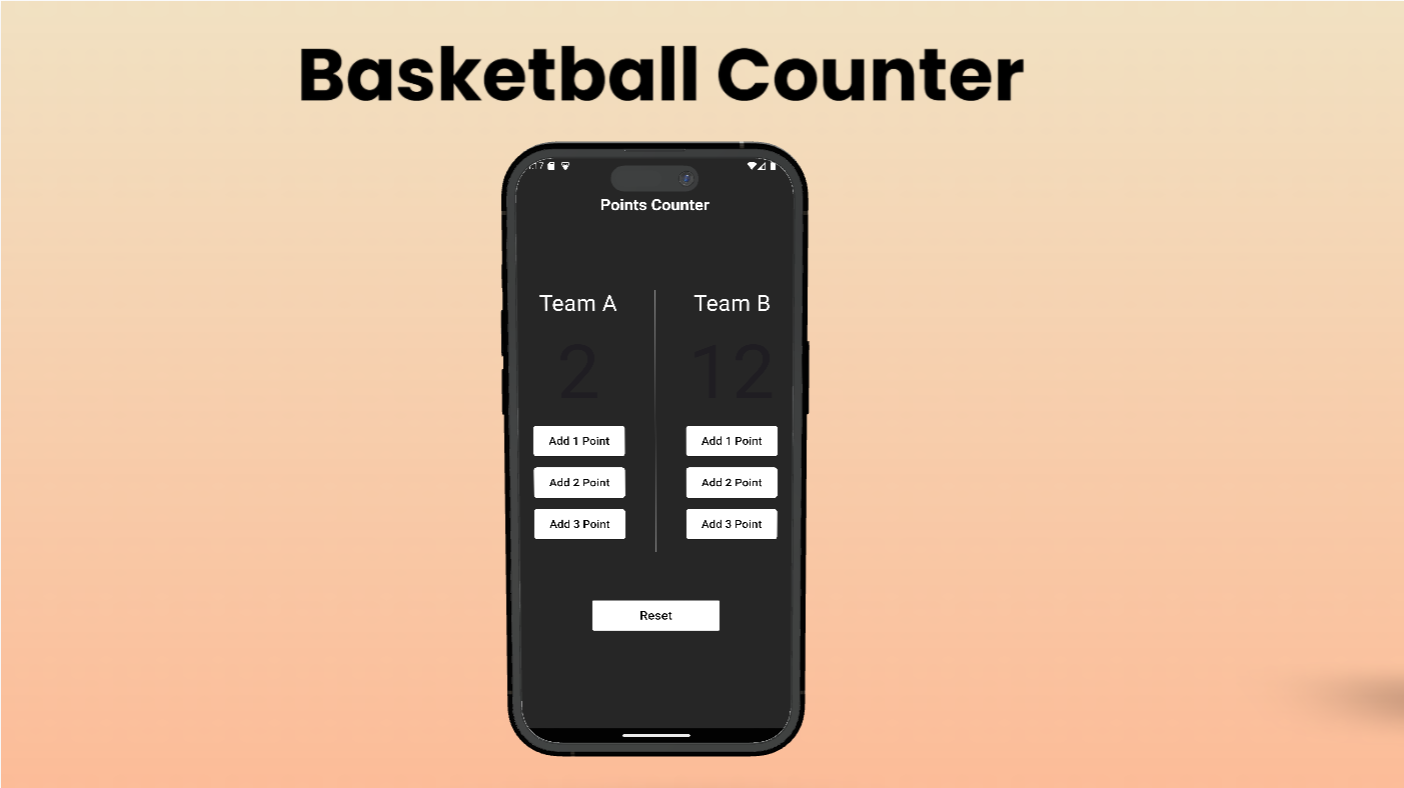 Basketball Counter
Points Counter
Team A
Team B
2
12
Add 1 Point
Add 1 Point
Add 2 Point
Add 2 Point
Add 3 Point
Add 3 Point
Reset